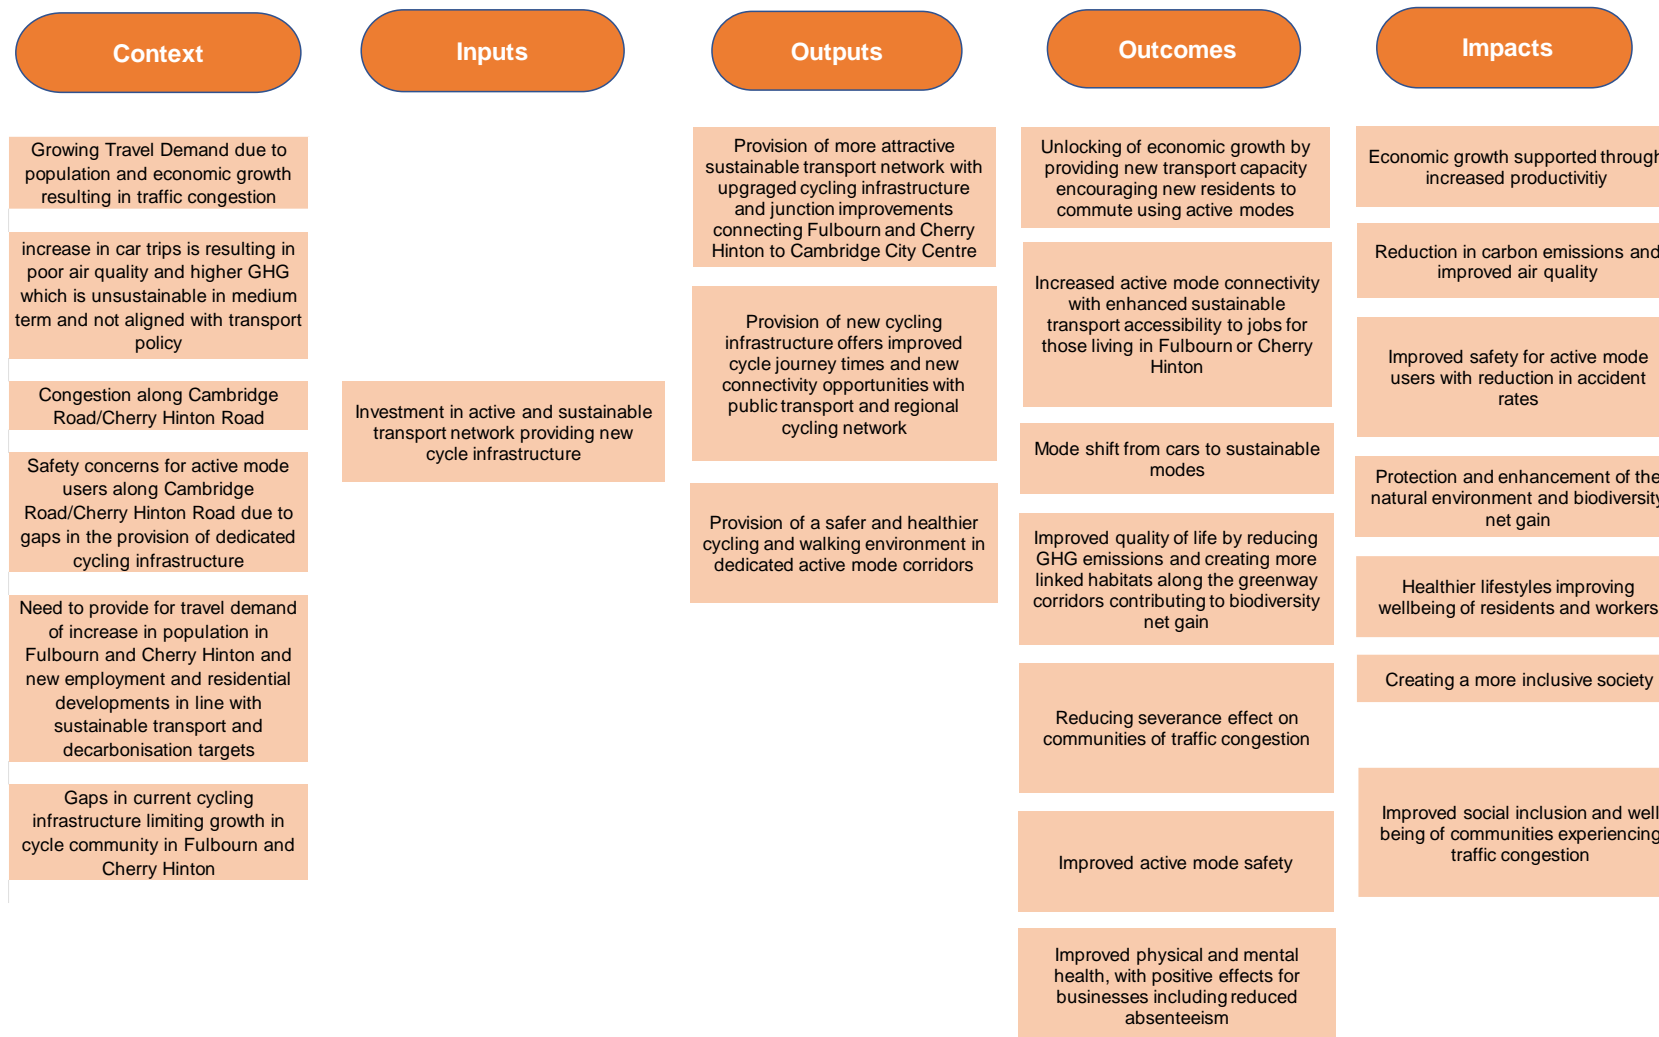 Context
Inputs
Outputs
Outcomes
Impacts
Growing Travel Demand due to
population and economic growth
resulting in traffic congestion
increase in car trips is resulting in
poor air quality and higher GHG
which is unsustainable in medium
term and not aligned with transport
policy
Congestion along Cambridge
Road/Cherry Hinton Road
Safety concerns for active mode
users along Cambridge
Road/Cherry Hinton Road due to
gaps in the provision of dedicated
cycling infrastructure
Need to provide for travel demand
of increase in population in
Fulbourn and Cherry Hinton and
new employment and residential
developments in line with
sustainable transport and
decarbonisation targets
Gaps in current cycling
infrastructure limiting growth in
cycle community in Fulbourn and
Cherry Hinton
Investment in active and sustainable
transport network providing new
cycle infrastructure
Provision of more attractive
sustainable transport network with
upgraged cycling infrastructure
and junction improvements
connecting Fulbourn and Cherry
Hinton to Cambridge City Centre
Provision of new cycling
infrastructure offers improved
cycle journey times and new
connectivity opportunities with
public transport and regional
cycling network
Provision of a safer and healthier
cycling and walking environment in
dedicated active mode corridors
Unlocking of economic growth by
providing new transport capacity
encouraging new residents to
commute using active modes
Increased active mode connectivity
with enhanced sustainable
transport accessibility to jobs for
those living in Fulbourn or Cherry
Hinton
Mode shift from cars to sustainable
modes
Improved quality of life by reducing
GHG emissions and creating more
linked habitats along the greenway
corridors contributing to biodiversity
net gain
Reducing severance effect on
communities of traffic congestion
Improved active mode safety
Improved physical and mental
health, with positive effects for
businesses including reduced
absenteeism
Economic growth supported through
increased productivitiy
Reduction in carbon emissions and
improved air quality
Improved safety for active mode
users with reduction in accident
rates
Protection and enhancement of the
natural environment and biodiversity
net gain
Healthier lifestyles improving
wellbeing of residents and workers
Creating a more inclusive society
Improved social inclusion and well
being of communities experiencing
traffic congestion